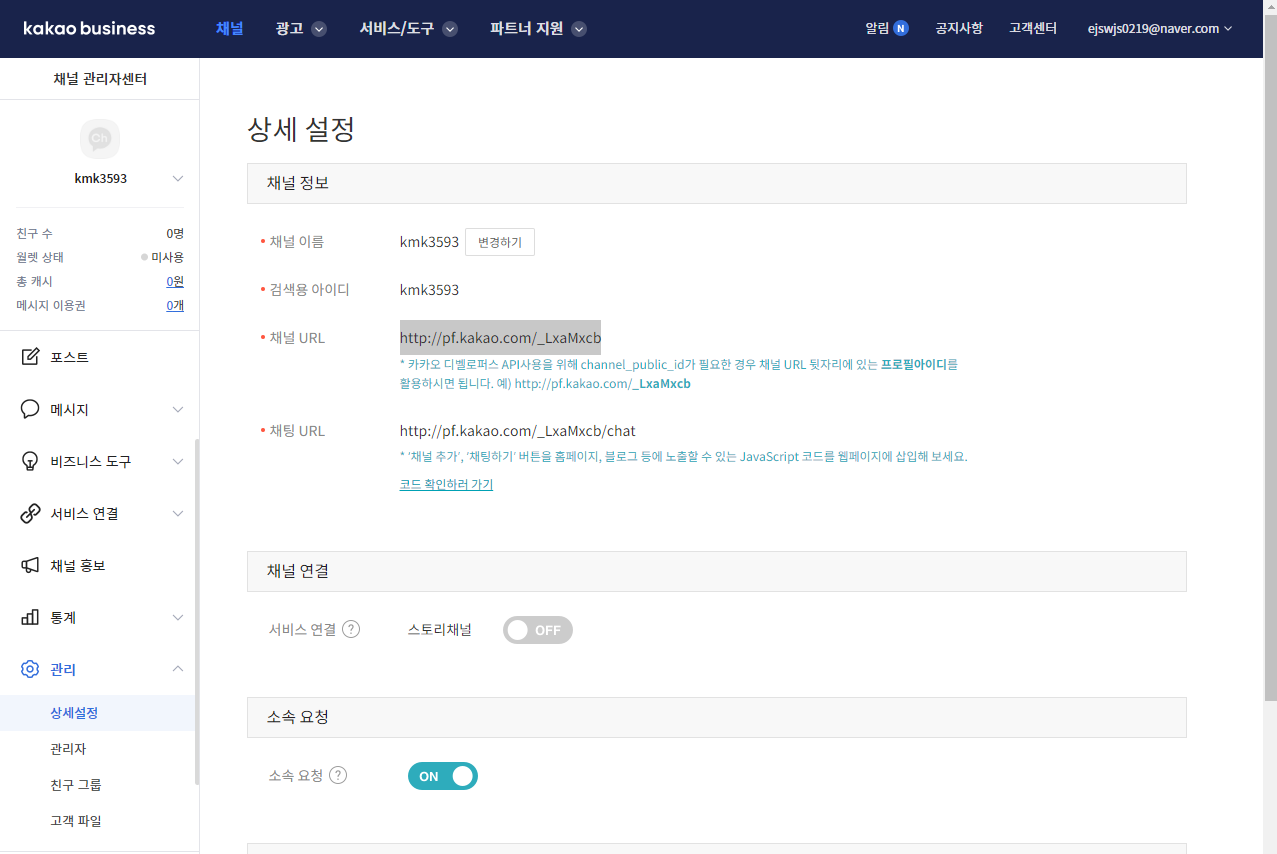 kakao business
채널
광고
서비스/도구
파트너 지원
알림 N
공지사항
고객센터
ejswjs0219@naver.com
채널 관리자센터
Ch
kmk3593
친구 수 0명
월렛 상태 미사용
총 캐시 0원
메시지 이용권 0개
포스트
메시지
비즈니스 도구
서비스 연결
채널 홍보
통계
관리
상세설정
관리자
친구 그룹
고객 파일
상세 설정
채널 정보
채널 이름 kmk3593 변경하기
검색용 아이디 kmk3593
채널 URL http://pf.kakao.com/_LxaMxcb
* 카카오 디벨로퍼스 API사용을 위해 channel_public_id가 필요한 경우 채널 URL 뒷자리에 있는 프로필아이디를
활용하시면 됩니다. 예) http://pf.kakao.com/_LxaMxcb
채팅 URL http://pf.kakao.com/_LxaMxcb/chat
* ‘채널 추가’, ‘채팅하기’ 버튼을 홈페이지, 블로그 등에 노출할 수 있는 JavaScript 코드를 웹페이지에 삽입해 보세요.
코드 확인하러 가기
채널 연결
서비스 연결 ? 스토리채널 OFF
소속 요청
소속 요청 ? ON